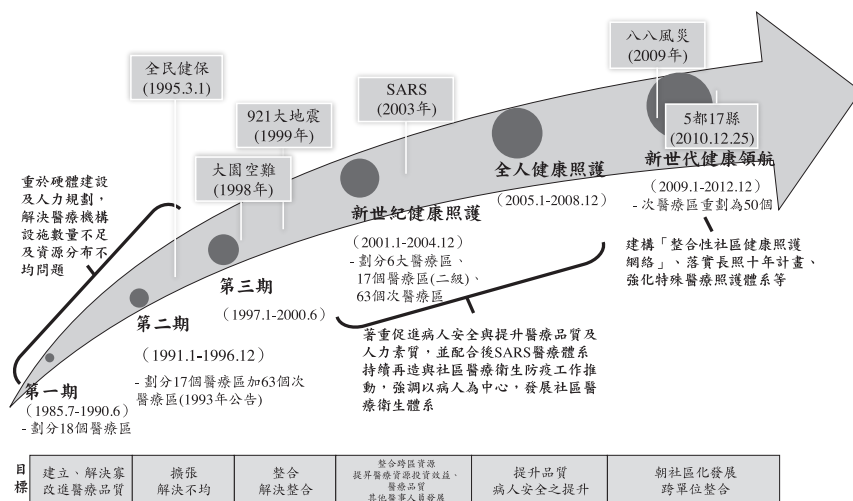 八八風災
(2009年)
全民健保
(1995.3.1)
SARS
(2003年)
921大地震
(1999年)
5都17縣
(2010.12.25)
大園空難
(1998年)
重於硬體建設
及人力規劃，
解決醫療機構
設施數量不足
及資源分布不
均問題
第一期
(1985.7-1990.6)
- 劃分18個醫療區
第二期
(1991.1-1996.12)
- 劃分17個醫療區加63個次
醫療區(1993年公告)
第三期
(1997.1-2000.6)
新世紀健康照護
(2001.1-2004.12)
- 劃分6大醫療區、
17個醫療區(二級)、
63個次醫療區
全人健康照護
(2005.1-2008.12)
新世代健康領航
(2009.1-2012.12)
- 次醫療區重劃為50個
建構「整合性社區健康照護
網絡」、落實長照十年計畫、
強化特殊醫療照護體系等
著重促進病人安全與提升醫療品質及
人力素質，並配合後SARS醫療體系
持續再造與社區醫療衛生防疫工作推
動，強調以病人為中心，發展社區醫
療衛生體系
目標
建立、解決寡
改進醫療品質
擴張
解決不均
整合
解決整合
整合跨區資源
提昇醫療資源投資效益、
醫療品質
其他醫事人員發展
提升品質
病人安全之提升
朝社區化發展
跨單位整合